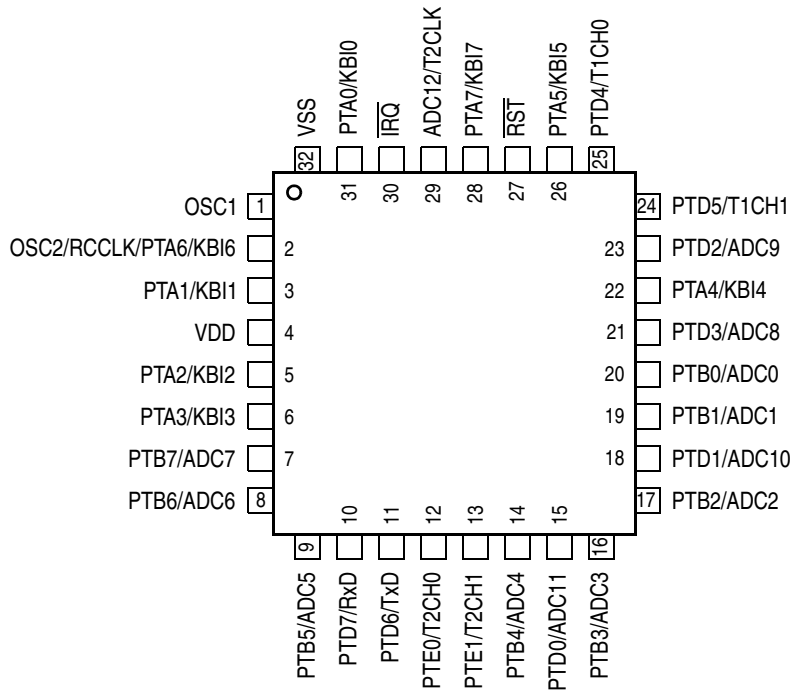 VSS
PTA0/KBI0
IRQ
ADC12/T2CLK
PTA7/KBI7
RST
PTA5/KBI5
PTD4/T1CH0
32
31
30
29
28
27
26
25
OSC1 1
OSC2/RCCLK/PTA6/KBI6 2
PTA1/KBI1 3
VDD 4
PTA2/KBI2 5
PTA3/KBI3 6
PTB7/ADC7 7
PTB6/ADC6 8
24 PTD5/T1CH1
23 PTD2/ADC9
22 PTA4/KBI4
21 PTD3/ADC8
20 PTB0/ADC0
19 PTB1/ADC1
18 PTD1/ADC10
17 PTB2/ADC2
9
10
11
12
13
14
15
16
PTB5/ADC5
PTD7/RxD
PTD6/TxD
PTE0/T2CH0
PTE1/T2CH1
PTB4/ADC4
PTD0/ADC11
PTB3/ADC3